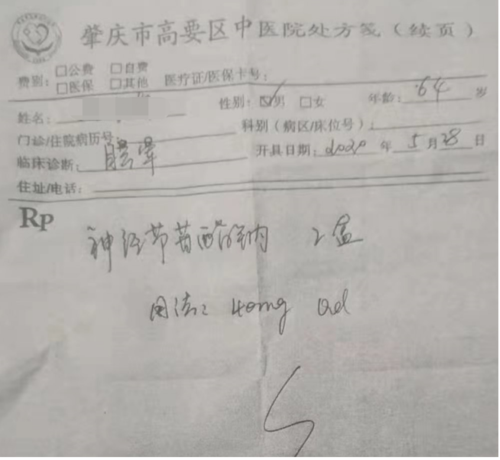 肇庆市高要区中医院处方笺（续页）
费别：□公费 □自费 □医保 □其他 医疗证/医保卡号：
姓名： 性别：☑男 □女 年龄：64 岁
门诊/住院病历号： 科别（病区/床位号）：
临床诊断： 开具日期：2020 年 5 月 28 日
住址/电话：
Rp
神经节苷酯钠 2盒
用法：40mg qd